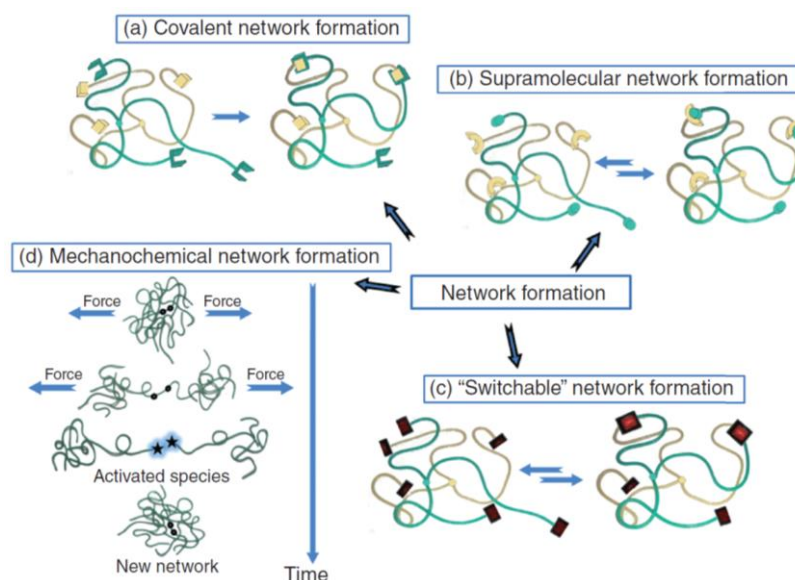 (a) Covalent network formation
(b) Supramolecular network formation
(d) Mechanochemical network formation
Force
Force
Network formation
Force
Force
(c) “Switchable” network formation
Activated species
New network
Time